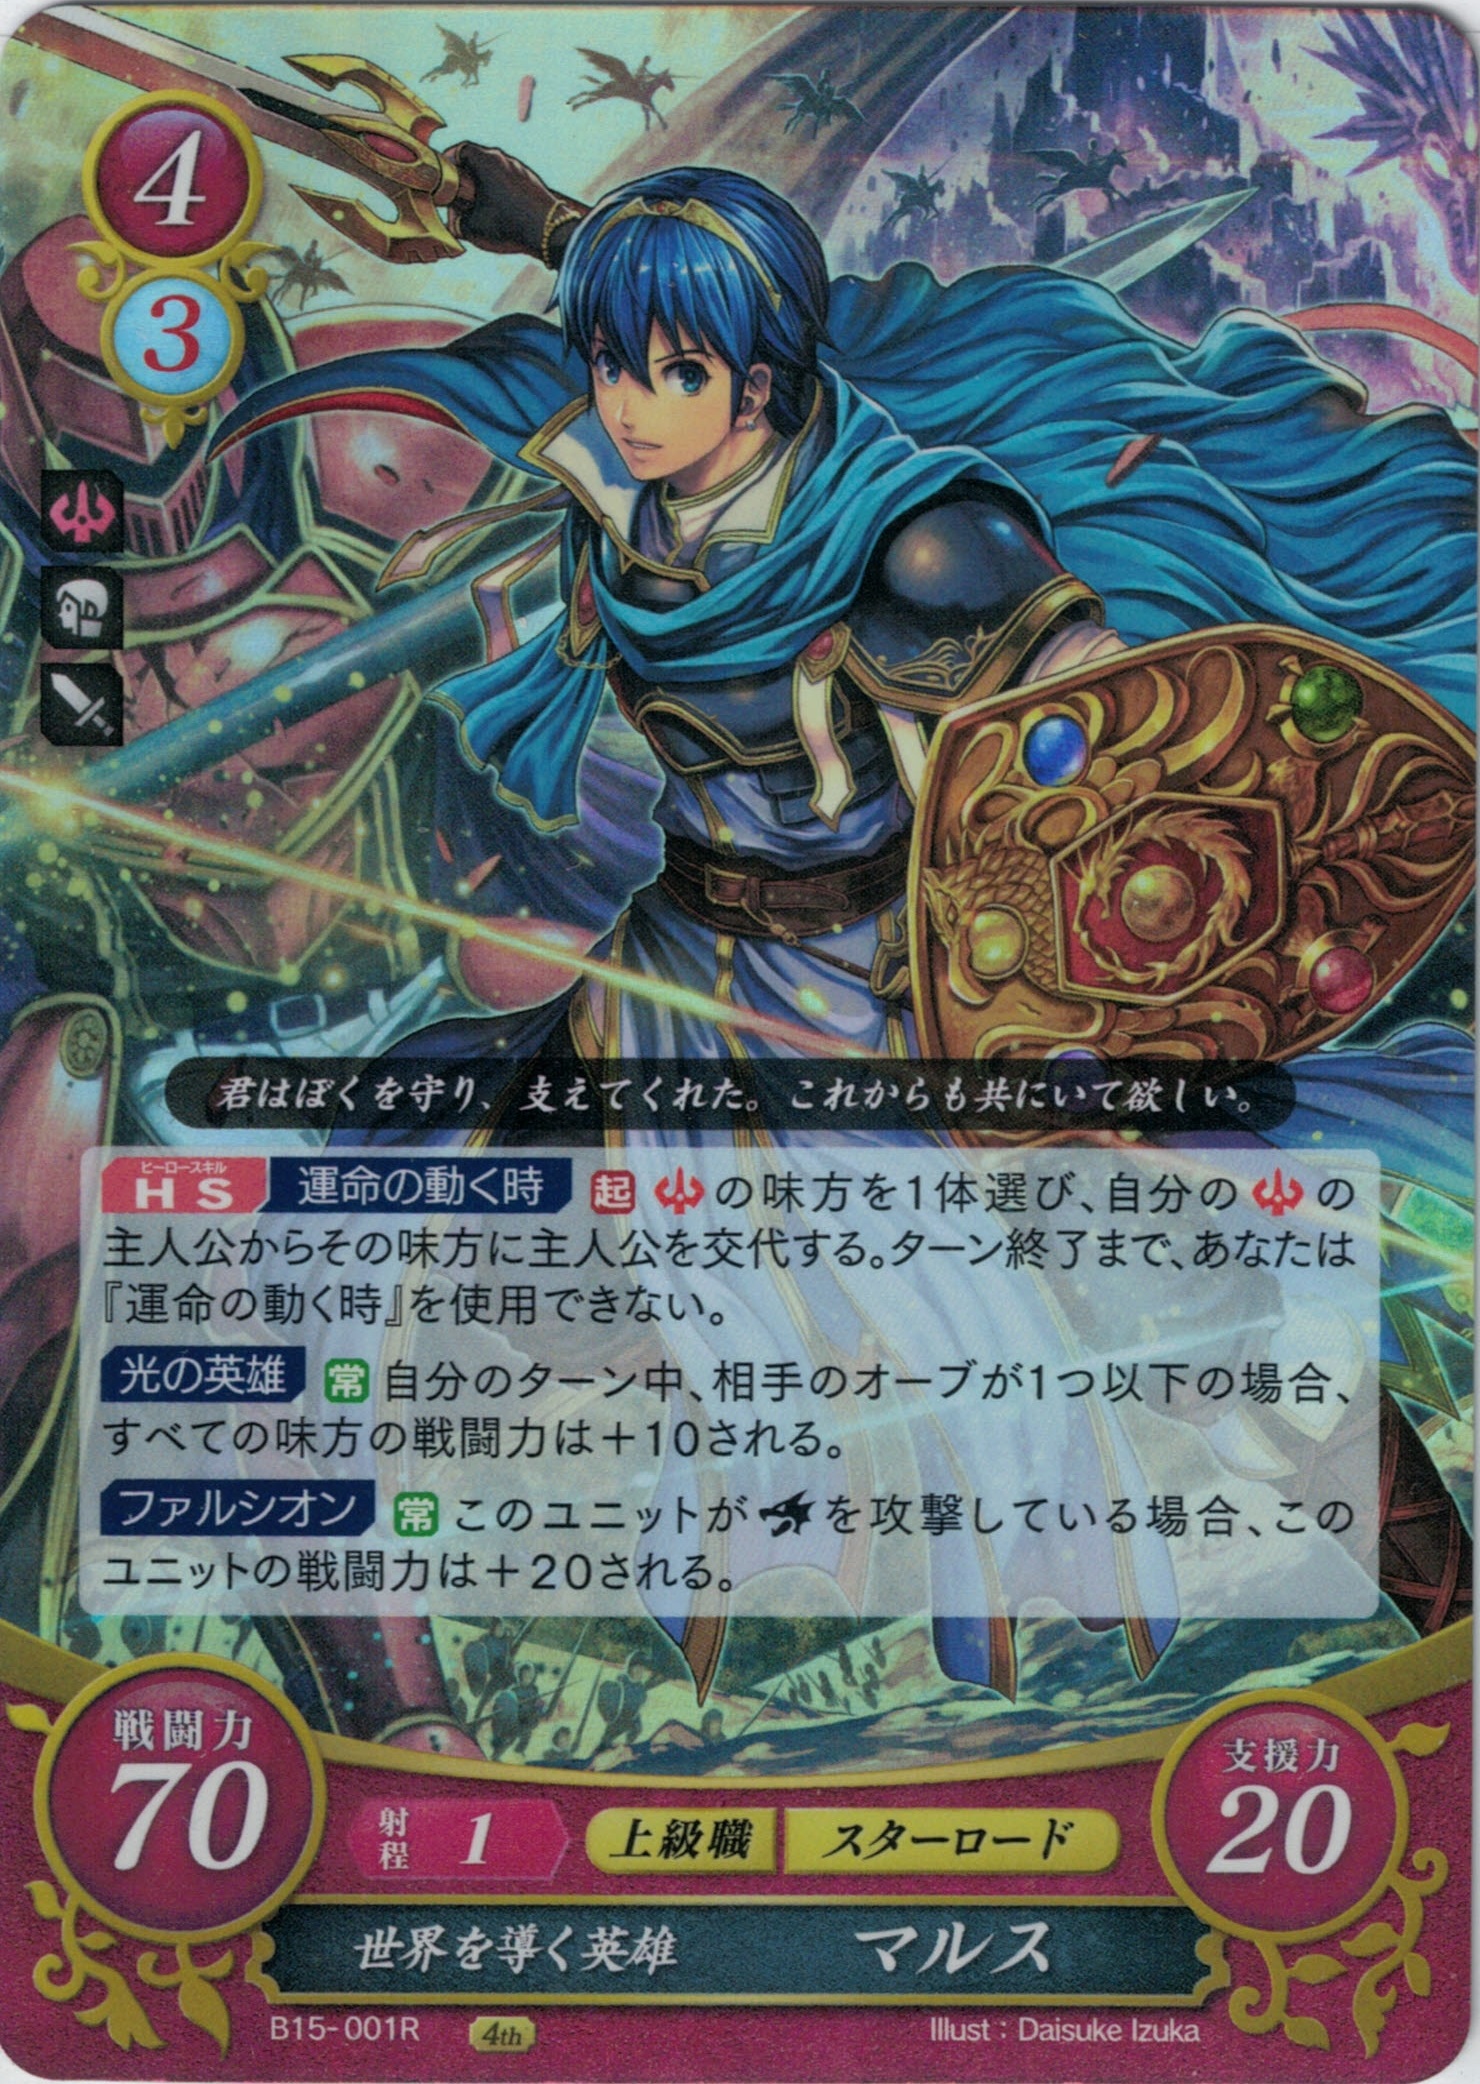 4
3
君はぼくを守り、支えてくれた。これからも共にいて欲しい。
ヒーロースキル
HS 運命の動く時 起 の味方を1体選び、自分の の
主人公からその味方に主人公を交代する。ターン終了まで、あなたは
『運命の動く時』を使用できない。
光の英雄 常 自分のターン中、相手のオーブが1つ以下の場合、
すべての味方の戦闘力は＋10される。
ファルシオン 常 このユニットが を攻撃している場合、この
ユニットの戦闘力は＋20される。
戦闘力
70
射程 1 上級職 スターロード
支援力
20
世界を導く英雄 マルス
B15-001R 4th Illust : Daisuke Izuka